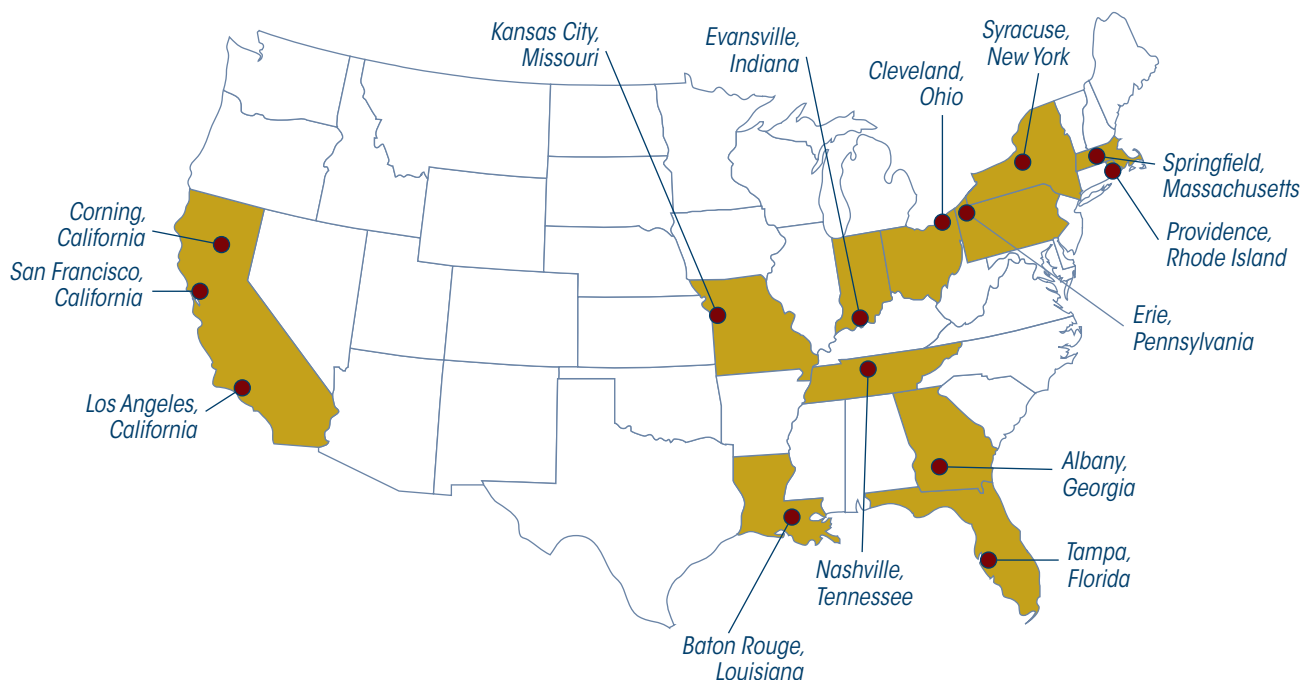 Kansas City,
Missouri
Evansville,
Indiana
Cleveland,
Ohio
Syracuse,
New York
Springfield,
Massachusetts
Providence,
Rhode Island
Corning,
California
San Francisco,
California
Los Angeles,
California
Erie,
Pennsylvania
Albany,
Georgia
Tampa,
Florida
Nashville,
Tennessee
Baton Rouge,
Louisiana